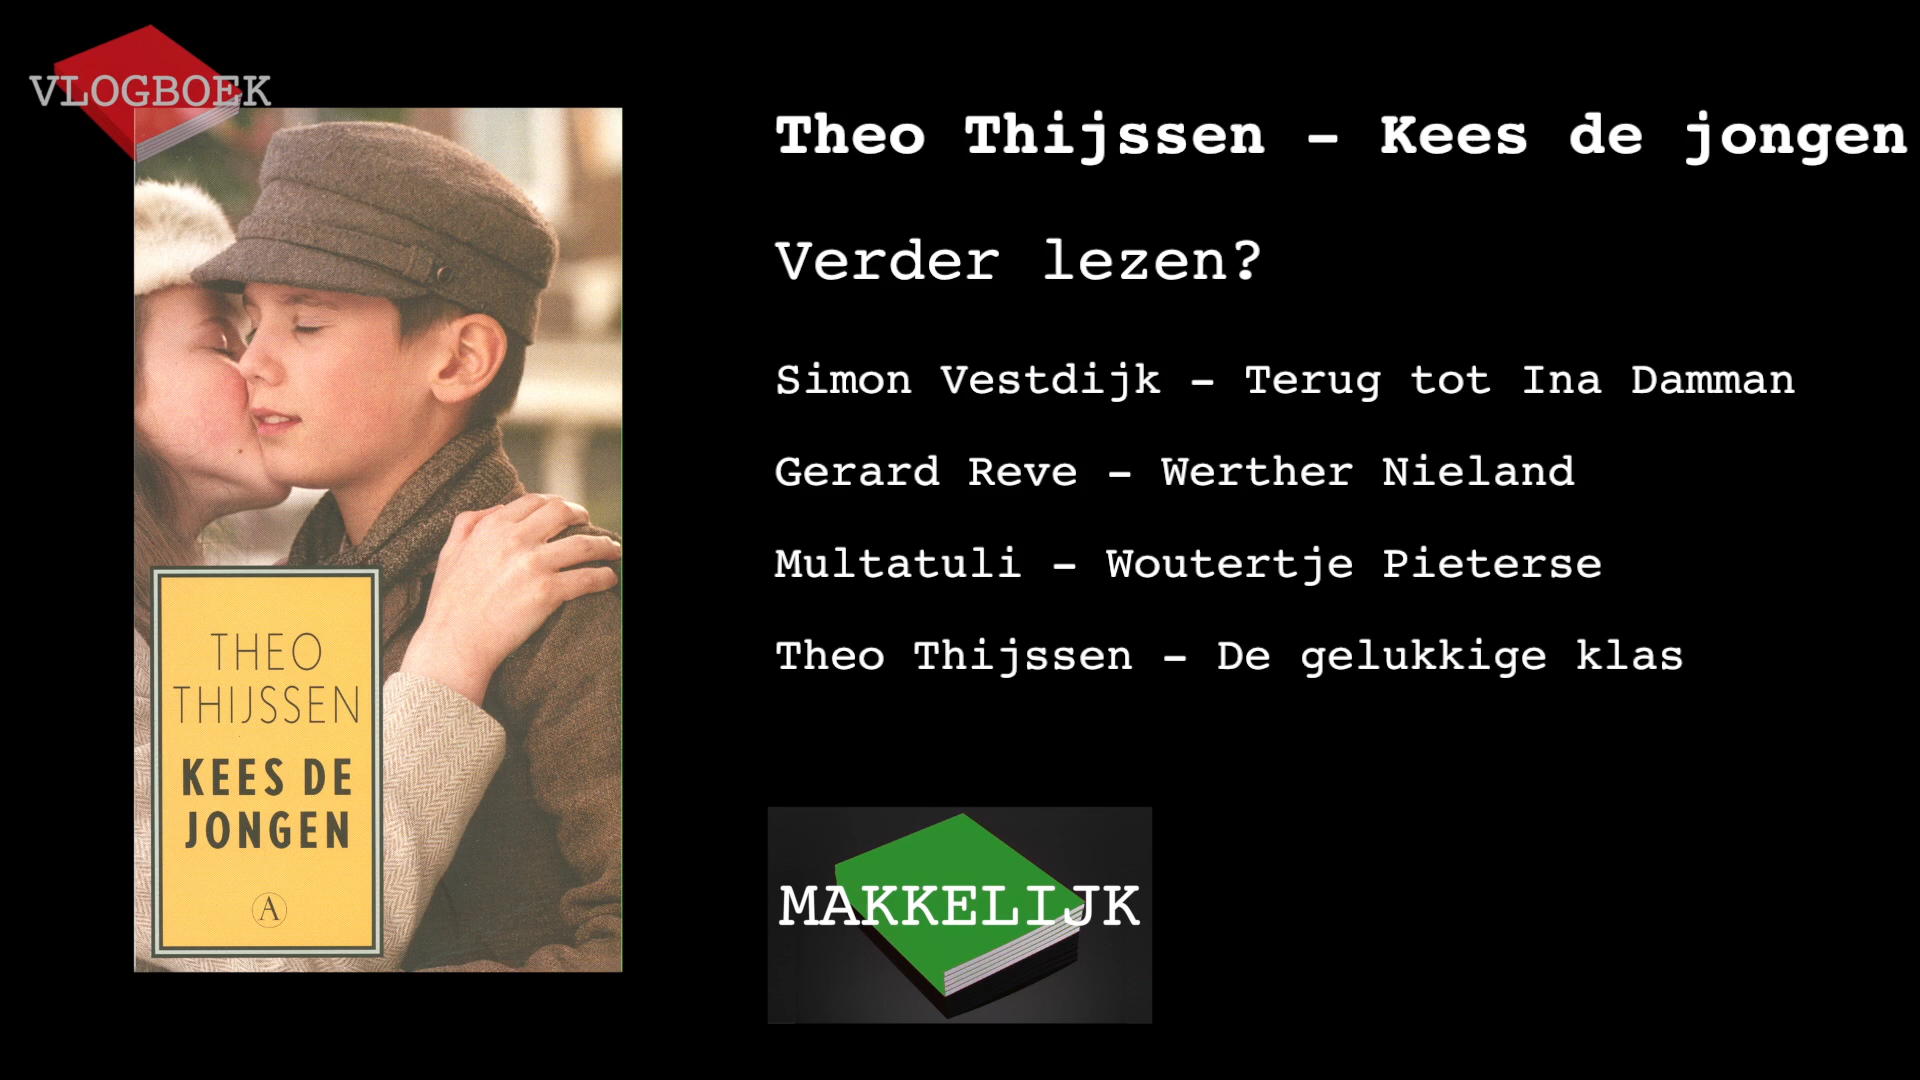 VLOGBOEK
Theo Thijssen - Kees de jongen
Verder lezen?
Simon Vestdijk - Terug tot Ina Damman
Gerard Reve - Werther Nieland
Multatuli - Woutertje Pieterse
Theo Thijssen - De gelukkige klas
THEO
THIJSSEN
KEES DE
JONGEN
A
MAKKELIJK